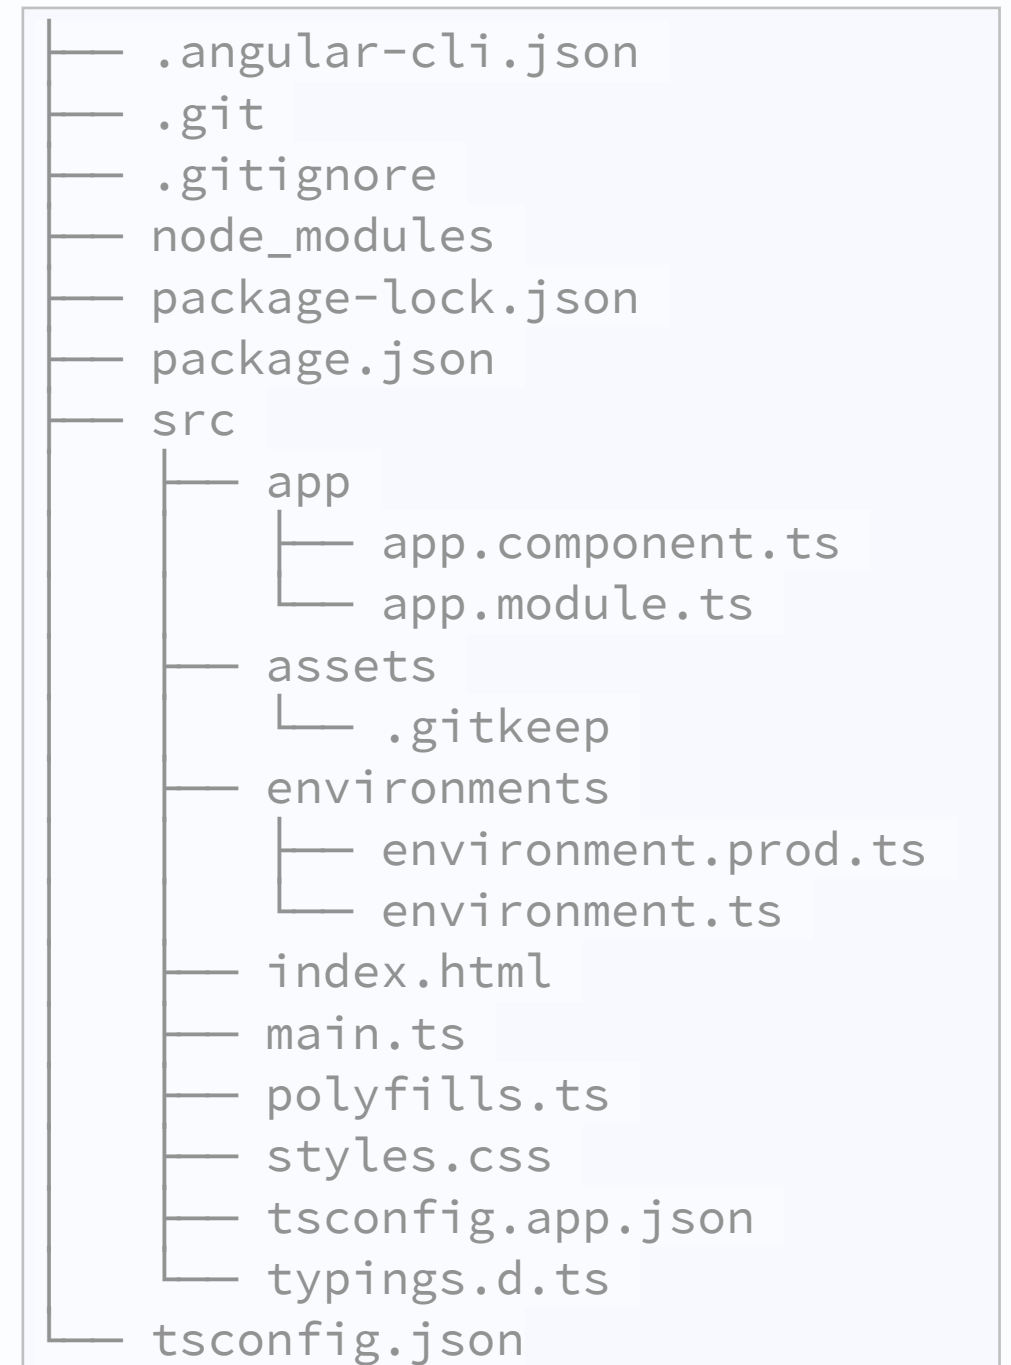 .angular-cli.json
.git
.gitignore
node_modules
package-lock.json
package.json
src
app
app.component.ts
app.module.ts
assets
.gitkeep
environments
environment.prod.ts
environment.ts
index.html
main.ts
polyfills.ts
styles.css
tsconfig.app.json
typings.d.ts
tsconfig.json